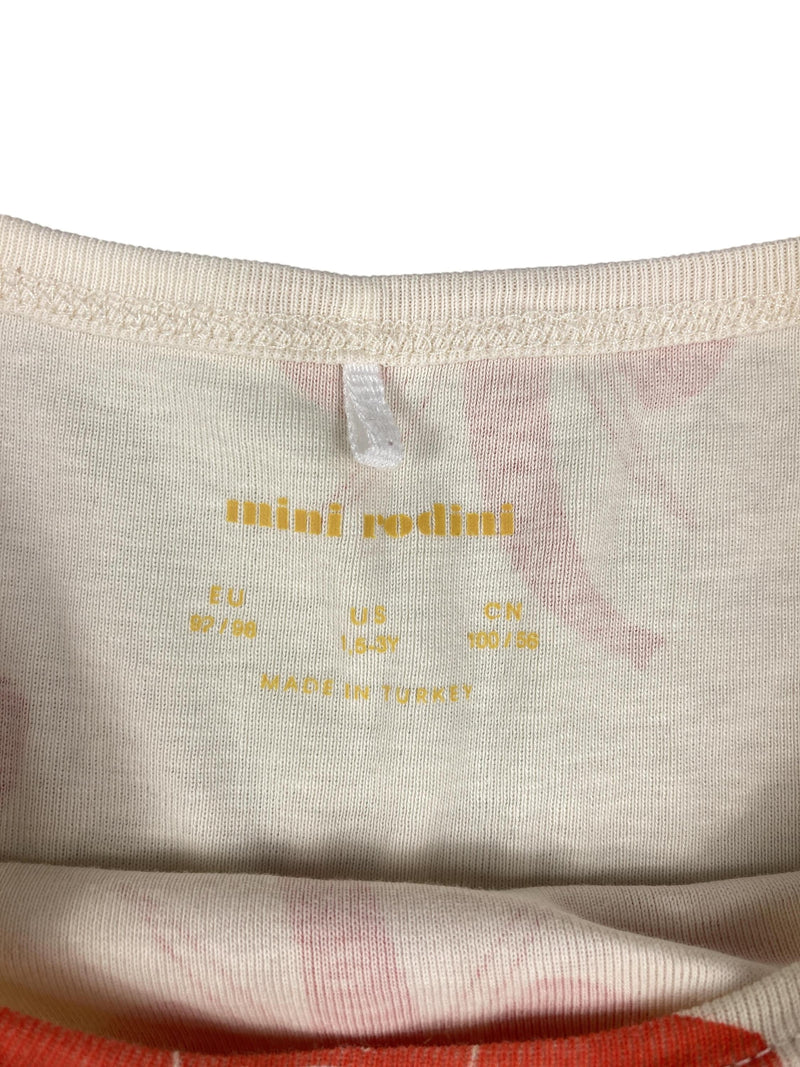 mini rodini
EU US CN
92/98 1,5-3Y 100/56
MADE IN TURKEY